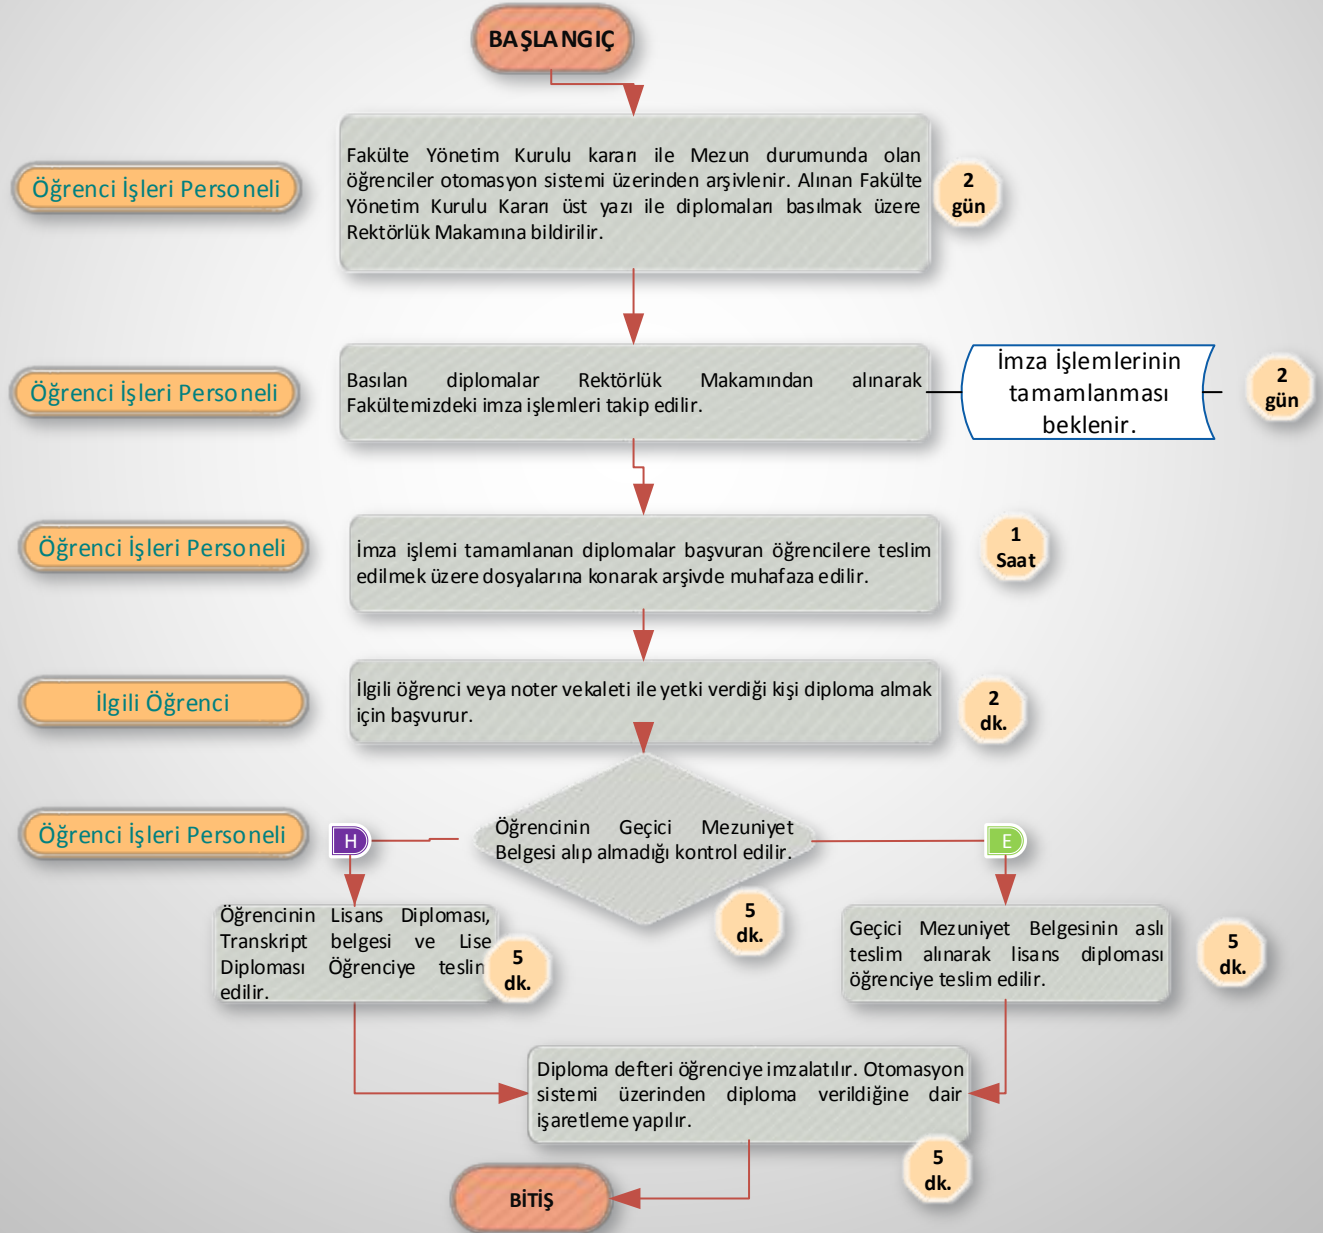 BAŞLANGIÇ
Öğrenci İşleri Personeli
Fakülte Yönetim Kurulu kararı ile Mezun durumunda olan
öğrenciler otomasyon sistemi üzerinden arşivlenir. Alınan Fakülte
Yönetim Kurulu Kararı üst yazı ile diplomaları basılmak üzere
Rektörlük Makamına bildirilir.
2
gün
Öğrenci İşleri Personeli
Basılan diplomalar Rektörlük Makamından alınarak
Fakültemizdeki imza işlemleri takip edilir.
İmza İşlemlerinin
tamamlanması
beklenir.
2
gün
Öğrenci İşleri Personeli
İmza işlemi tamamlanan diplomalar başvuran öğrencilere teslim
edilmek üzere dosyalarına konarak arşivde muhafaza edilir.
1
Saat
İlgili Öğrenci
İlgili öğrenci veya noter vekaleti ile yetki verdiği kişi diploma almak
için başvurur.
2
dk.
Öğrenci İşleri Personeli
H
Öğrencinin Geçici Mezuniyet
Belgesi alıp almadığı kontrol edilir.
E
5
dk.
Öğrencinin Lisans Diploması,
Transkript belgesi ve Lise
Diploması Öğrenciye teslim
edilir.
5
dk.
Geçici Mezuniyet Belgesinin aslı
teslim alınarak lisans diploması
öğrenciye teslim edilir.
5
dk.
Diploma defteri öğrenciye imzalatılır. Otomasyon
sistemi üzerinden diploma verildiğine dair
işaretleme yapılır.
5
dk.
BİTİŞ